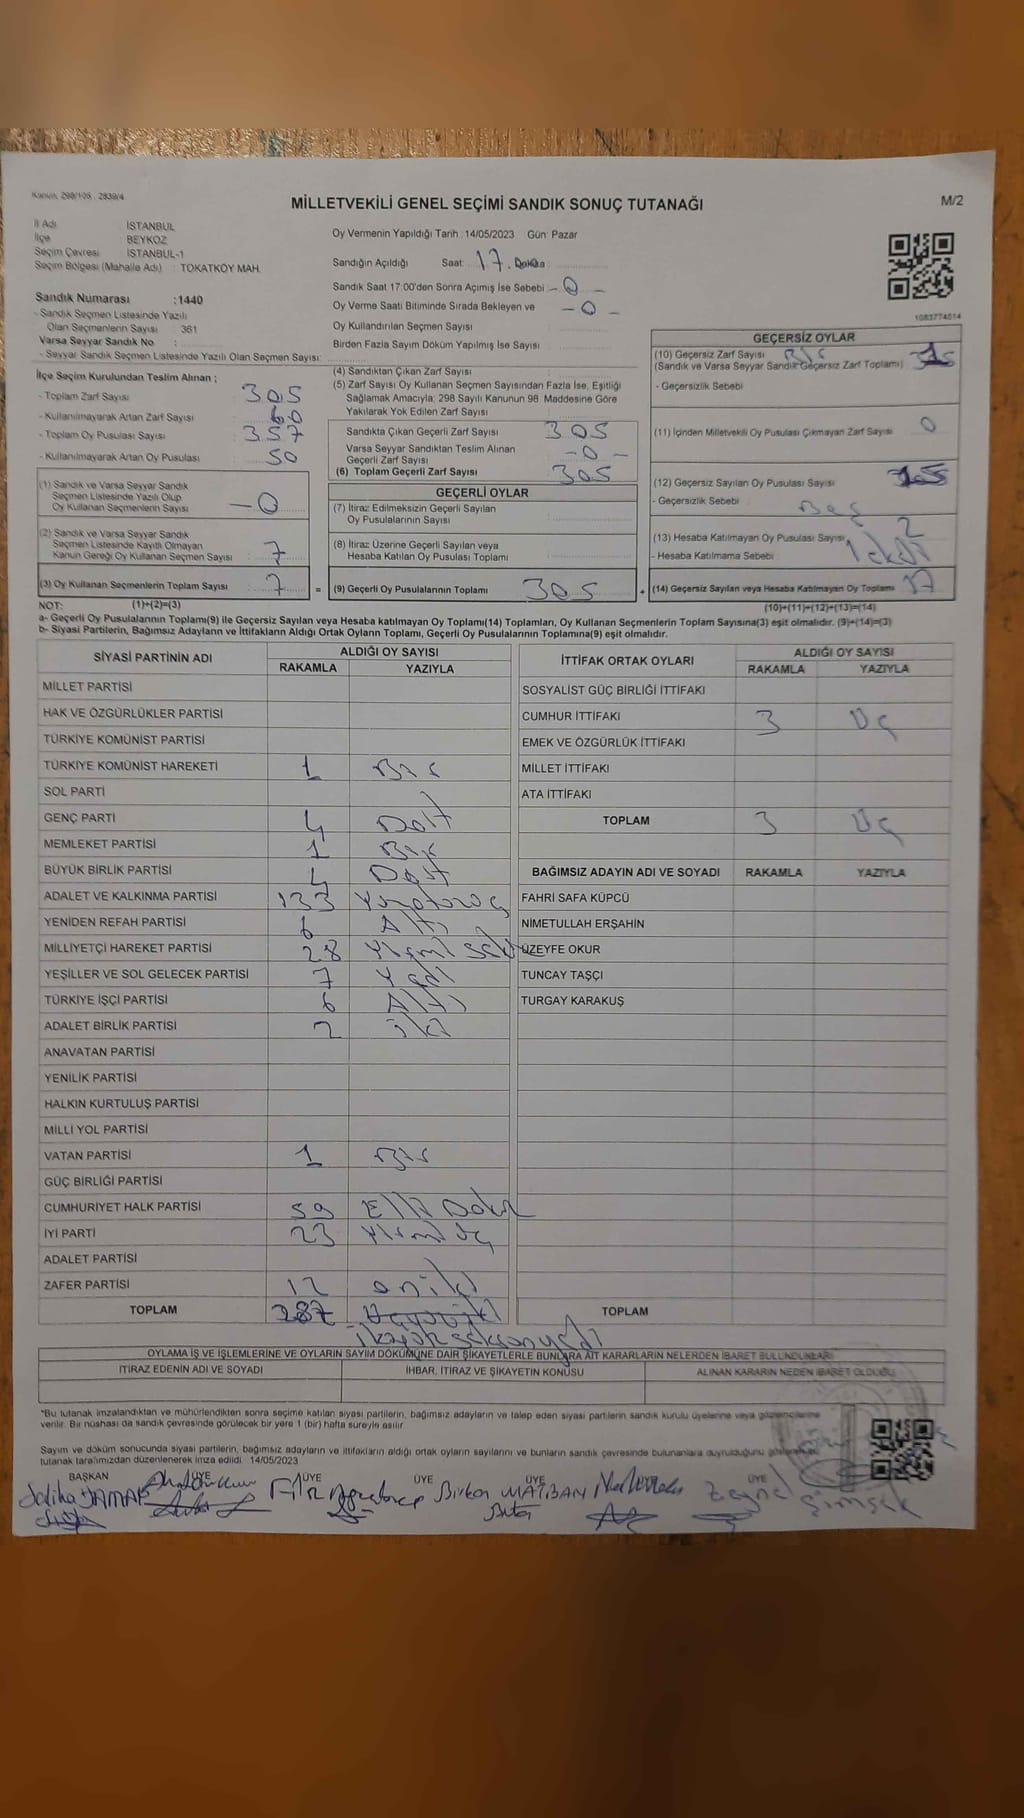 Kanun: 298/105 , 2839/4
MİLLETVEKİLİ GENEL SEÇİMİ SANDIK SONUÇ TUTANAĞI
M/2
İl Adı İSTANBUL
İlçe BEYKOZ
Seçim Çevresi : İSTANBUL-1
Seçim Bölgesi (Mahalle Adı) : TOKATKÖY MAH.
Sandık Numarası :1440
- Sandık Seçmen Listesinde Yazılı
Olan Seçmenlerin Sayısı : 361
Varsa Seyyar Sandık No :
- Seyyar Sandık Seçmen Listesinde Yazılı Olan Seçmen Sayısı:
Oy Vermenin Yapıldığı Tarih :14/05/2023 Gün: Pazar
Sandığın Açıldığı Saat: 17. Dakika
Sandık Saat 17:00'den Sonra Açılmış İse Sebebi - 0 -
Oy Verme Saati Bitiminde Sırada Bekleyen ve - 0 -
Oy Kullandırılan Seçmen Sayısı
Birden Fazla Sayım Döküm Yapılmış İse Sayısı
1083774014
İlçe Seçim Kurulundan Teslim Alınan ;
- Toplam Zarf Sayısı : 305
- Kullanılmayarak Artan Zarf Sayısı : 60
- Toplam Oy Pusulası Sayısı : 357
- Kullanılmayarak Artan Oy Pusulası : 50
(1) Sandık ve Varsa Seyyar Sandık
Seçmen Listesinde Yazılı Olup
Oy Kullanan Seçmenlerin Sayısı - 0
(2) Sandık ve Varsa Seyyar Sandık
Seçmen Listesinde Kayıtlı Olmayan
Kanun Gereği Oy Kullanan Seçmen Sayısı 7
(3) Oy Kullanan Seçmenlerin Toplam Sayısı 7 =
(4) Sandıktan Çıkan Zarf Sayısı
(5) Zarf Sayısı Oy Kullanan Seçmen Sayısından Fazla İse, Eşitliği
Sağlamak Amacıyla; 298 Sayılı Kanunun 98. Maddesine Göre
Yakılarak Yok Edilen Zarf Sayısı
Sandıkta Çıkan Geçerli Zarf Sayısı 305
Varsa Seyyar Sandıktan Teslim Alınan
Geçerli Zarf Sayısı - 0 -
(6) Toplam Geçerli Zarf Sayısı 305
GEÇERLİ OYLAR
(7) İtiraz Edilmeksizin Geçerli Sayılan
Oy Pusulalarının Sayısı
(8) İtiraz Üzerine Geçerli Sayılan veya
Hesaba Katılan Oy Pusulası Toplamı
(9) Geçerli Oy Pusulalarının Toplamı 305 +
GEÇERSİZ OYLAR
(10) Geçersiz Zarf Sayısı Bir
(Sandık ve Varsa Seyyar Sandık Geçersiz Zarf Toplamı)
- Geçersizlik Sebebi
(11) İçinden Milletvekili Oy Pusulası Çıkmayan Zarf Sayısı 0
(12) Geçersiz Sayılan Oy Pusulası Sayısı
- Geçersizlik Sebebi
(13) Hesaba Katılmayan Oy Pusulası Sayısı 2
- Hesaba Katılmama Sebebi
(14) Geçersiz Sayılan veya Hesaba Katılmayan Oy Toplamı 17
NOT: (1)+(2)=(3) (10)+(11)+(12)+(13)=(14)
a- Geçerli Oy Pusulalarının Toplamı(9) ile Geçersiz Sayılan veya Hesaba katılmayan Oy Toplamı(14) Toplamları, Oy Kullanan Seçmenlerin Toplam Sayısına(3) eşit olmalıdır. (9)+(14)=(3)
b- Siyasi Partilerin, Bağımsız Adayların ve İttifakların Aldığı Ortak Oyların Toplamı, Geçerli Oy Pusulalarının Toplamına(9) eşit olmalıdır.
SİYASİ PARTİNİN ADI ALDIĞI OY SAYISI
RAKAMLA YAZIYLA
MİLLET PARTİSİ
HAK VE ÖZGÜRLÜKLER PARTİSİ
TÜRKİYE KOMÜNİST PARTİSİ
TÜRKİYE KOMÜNİST HAREKETİ 1 Bir
SOL PARTİ
GENÇ PARTİ 4 Dört
MEMLEKET PARTİSİ 1 Bir
BÜYÜK BİRLİK PARTİSİ 4 Dört
ADALET VE KALKINMA PARTİSİ 133 Yüzotuzüç
YENİDEN REFAH PARTİSİ 6 Altı
MİLLİYETÇİ HAREKET PARTİSİ 28
YEŞİLLER VE SOL GELECEK PARTİSİ 7 Yedi
TÜRKİYE İŞÇİ PARTİSİ 6 Altı
ADALET BİRLİK PARTİSİ 2 iki
ANAVATAN PARTİSİ
YENİLİK PARTİSİ
HALKIN KURTULUŞ PARTİSİ
MİLLİ YOL PARTİSİ
VATAN PARTİSİ 1 Bir
GÜÇ BİRLİĞİ PARTİSİ
CUMHURİYET HALK PARTİSİ 59 Elli Dokuz
İYİ PARTİ 23 Yirmi Üç
ADALET PARTİSİ
ZAFER PARTİSİ 12 oniki
TOPLAM 287
ikiyüz seksenyedi
İTTİFAK ORTAK OYLARI ALDIĞI OY SAYISI
RAKAMLA YAZIYLA
SOSYALİST GÜÇ BİRLİĞİ İTTİFAKI
CUMHUR İTTİFAKI 3 Üç
EMEK VE ÖZGÜRLÜK İTTİFAKI
MİLLET İTTİFAKI
ATA İTTİFAKI
TOPLAM 3 Üç
BAĞIMSIZ ADAYIN ADI VE SOYADI RAKAMLA YAZIYLA
FAHRİ SAFA KÜPCÜ
NİMETULLAH ERŞAHİN
ÜZEYFE OKUR
TUNCAY TAŞÇI
TURGAY KARAKUŞ
TOPLAM
OYLAMA İŞ VE İŞLEMLERİNE VE OYLARIN SAYIM DÖKÜMÜNE DAİR ŞİKAYETLERLE BUNLARA AİT KARARLARIN NELERDEN İBARET BULUNDUKLARI
İTİRAZ EDENİN ADI VE SOYADI İHBAR, İTİRAZ VE ŞİKAYETİN KONUSU ALINAN KARARIN NEDEN İBARET OLDUĞU
*Bu tutanak imzalandıktan ve mühürlendikten sonra seçime katılan siyasi partilerin, bağımsız adayların ve talep eden siyasi partilerin sandık kurulu üyelerine veya gözlemcilerine
verilir. Bir nüshası da sandık çevresinde görülecek bir yere 1 (bir) hafta süreyle asılır.
Sayım ve döküm sonucunda siyasi partilerin, bağımsız adayların ve ittifakların aldığı ortak oyların sayılarını ve bunların sandık çevresinde bulunanlara duyrulduğunu gösteren
tutanak tarafımızdan düzenlenerek imza edildi. 14/05/2023
BAŞKAN ÜYE ÜYE ÜYE ÜYE ÜYE